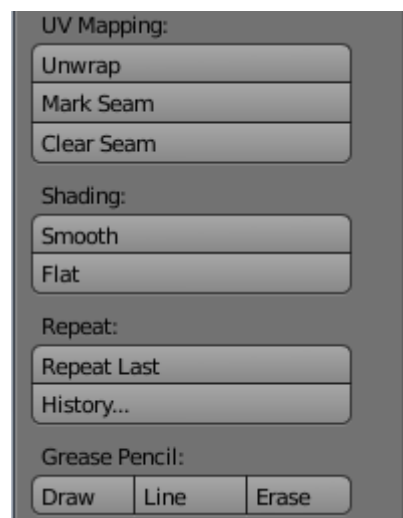 UV Mapping:
Unwrap
Mark Seam
Clear Seam
Shading:
Smooth
Flat
Repeat:
Repeat Last
History...
Grease Pencil:
Draw Line Erase